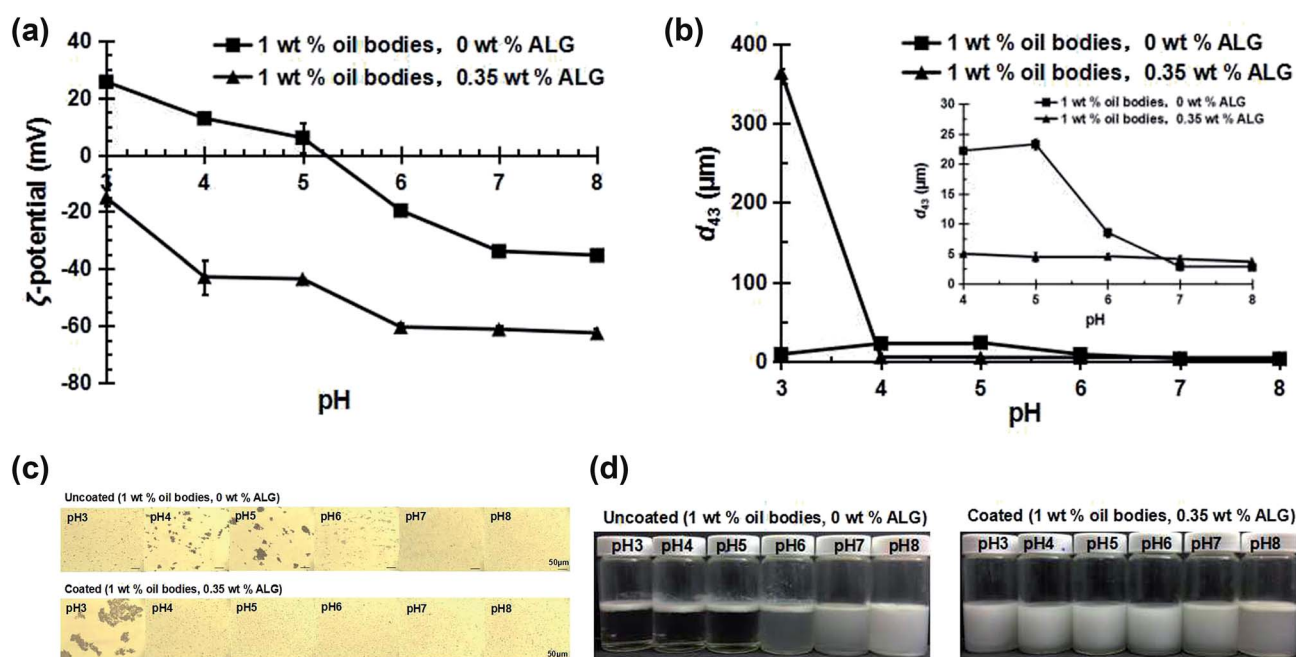 (a)
1 wt % oil bodies, 0 wt % ALG
1 wt % oil bodies, 0.35 wt % ALG
40
20
0
-20
-40
-60
-80
ζ-potential (mV)
3 4 5 6 7 8
pH
(b)
1 wt % oil bodies, 0 wt % ALG
1 wt % oil bodies, 0.35 wt % ALG
400
300
200
100
0
d43 (μm)
3 4 5 6 7 8
pH
1 wt % oil bodies, 0 wt % ALG
1 wt % oil bodies, 0.35 wt % ALG
30
25
20
15
10
5
0
d43 (μm)
4 5 6 7 8
pH
(c)
Uncoated (1 wt % oil bodies, 0 wt % ALG)
pH3 pH4 pH5 pH6 pH7 pH8
50μm
Coated (1 wt % oil bodies, 0.35 wt % ALG)
pH3 pH4 pH5 pH6 pH7 pH8
50μm
(d)
Uncoated (1 wt % oil bodies, 0 wt % ALG)
pH3 pH4 pH5 pH6 pH7 pH8
Coated (1 wt % oil bodies, 0.35 wt % ALG)
pH3 pH4 pH5 pH6 pH7 pH8